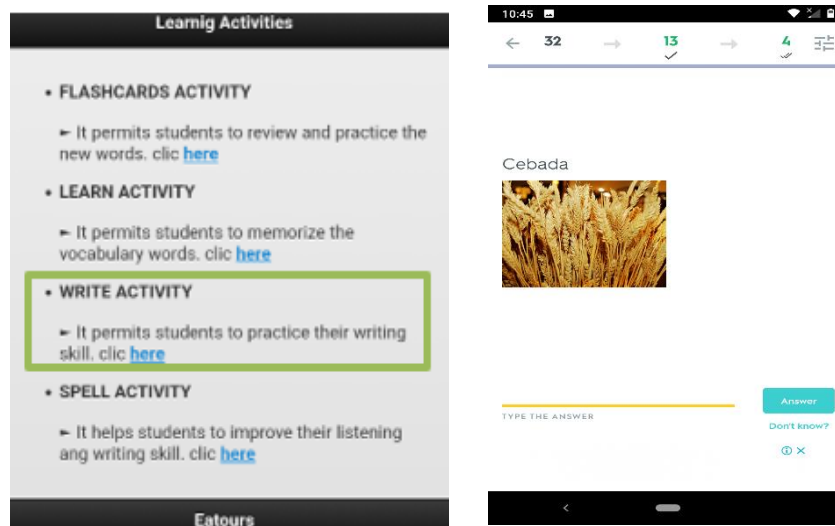 Learnig Activities
• FLASHCARDS ACTIVITY
► It permits students to review and practice the
new words. clic here
• LEARN ACTIVITY
► It permits students to memorize the
vocabulary words. clic here
• WRITE ACTIVITY
► It permits students to practice their writing
skill. clic here
• SPELL ACTIVITY
► It helps students to improve their listening
ang writing skill. clic here
Eatours
10:45
32 → 13 → 4
Cebada
TYPE THE ANSWER
Answer
Don't know?